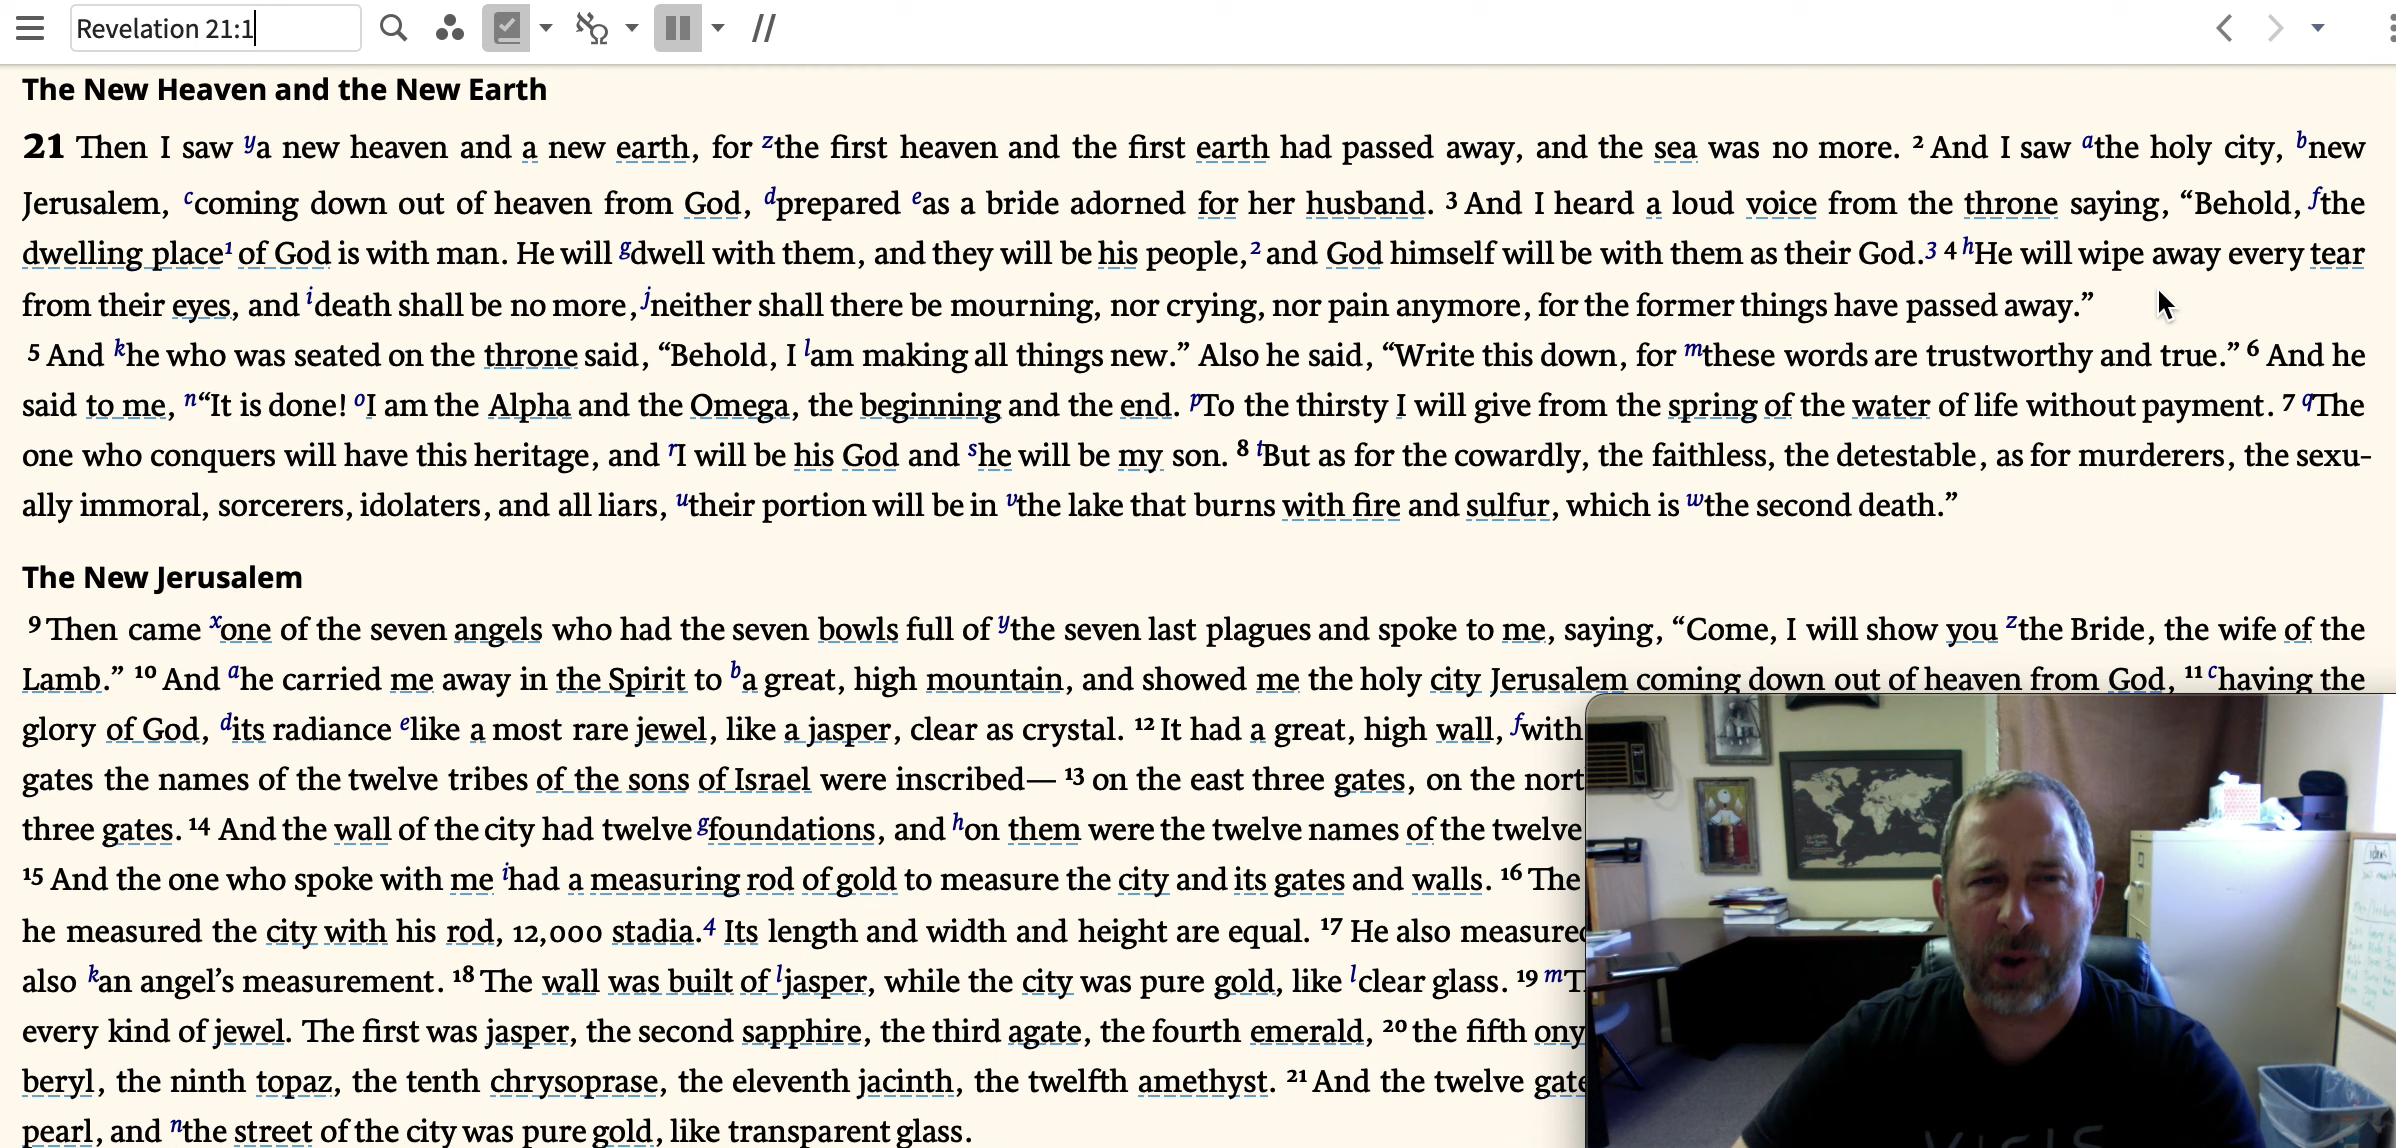 Revelation 21:1
The New Heaven and the New Earth
21 Then I saw ya new heaven and a new earth, for zthe first heaven and the first earth had passed away, and the sea was no more. 2 And I saw athe holy city, bnew
Jerusalem, ccoming down out of heaven from God, dprepared eas a bride adorned for her husband. 3 And I heard a loud voice from the throne saying, “Behold, fthe
dwelling place1 of God is with man. He will gdwell with them, and they will be his people,2 and God himself will be with them as their God.3 4 hHe will wipe away every tear
from their eyes, and ideath shall be no more, jneither shall there be mourning, nor crying, nor pain anymore, for the former things have passed away.”
5 And khe who was seated on the throne said, “Behold, I lam making all things new.” Also he said, “Write this down, for mthese words are trustworthy and true.” 6 And he
said to me, n“It is done! oI am the Alpha and the Omega, the beginning and the end. pTo the thirsty I will give from the spring of the water of life without payment. 7 qThe
one who conquers will have this heritage, and rI will be his God and she will be my son. 8 tBut as for the cowardly, the faithless, the detestable, as for murderers, the sexu-
ally immoral, sorcerers, idolaters, and all liars, utheir portion will be in vthe lake that burns with fire and sulfur, which is wthe second death.”
The New Jerusalem
9 Then came xone of the seven angels who had the seven bowls full of ythe seven last plagues and spoke to me, saying, “Come, I will show you zthe Bride, the wife of the
Lamb.” 10 And ahe carried me away in the Spirit to ba great, high mountain, and showed me the holy city Jerusalem coming down out of heaven from God, 11 chaving the
glory of God, dits radiance elike a most rare jewel, like a jasper, clear as crystal. 12 It had a great, high wall, fwith
gates the names of the twelve tribes of the sons of Israel were inscribed— 13 on the east three gates, on the nort
three gates. 14 And the wall of the city had twelve gfoundations, and hon them were the twelve names of the twelve
15 And the one who spoke with me ihad a measuring rod of gold to measure the city and its gates and walls. 16 The
he measured the city with his rod, 12,000 stadia.4 Its length and width and height are equal. 17 He also measured
also kan angel’s measurement. 18 The wall was built of ljasper, while the city was pure gold, like lclear glass. 19 mT
every kind of jewel. The first was jasper, the second sapphire, the third agate, the fourth emerald, 20 the fifth ony
beryl, the ninth topaz, the tenth chrysoprase, the eleventh jacinth, the twelfth amethyst. 21 And the twelve gate
pearl, and nthe street of the city was pure gold, like transparent glass.